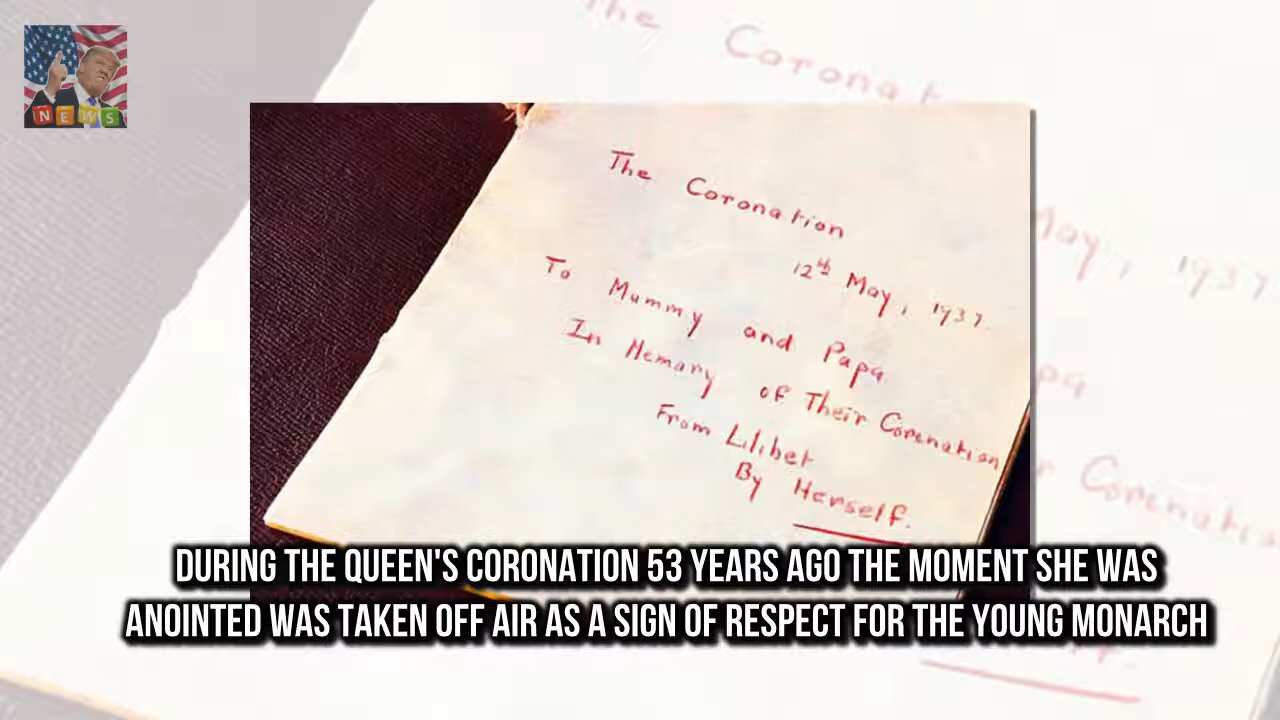 NEWS
The Coronation
12th May, 1937.
To Mummy and Papa
In Memory of Their Coronation
From Lilibet
By Herself.
DURING THE QUEEN'S CORONATION 53 YEARS AGO THE MOMENT SHE WAS
ANOINTED WAS TAKEN OFF AIR AS A SIGN OF RESPECT FOR THE YOUNG MONARCH